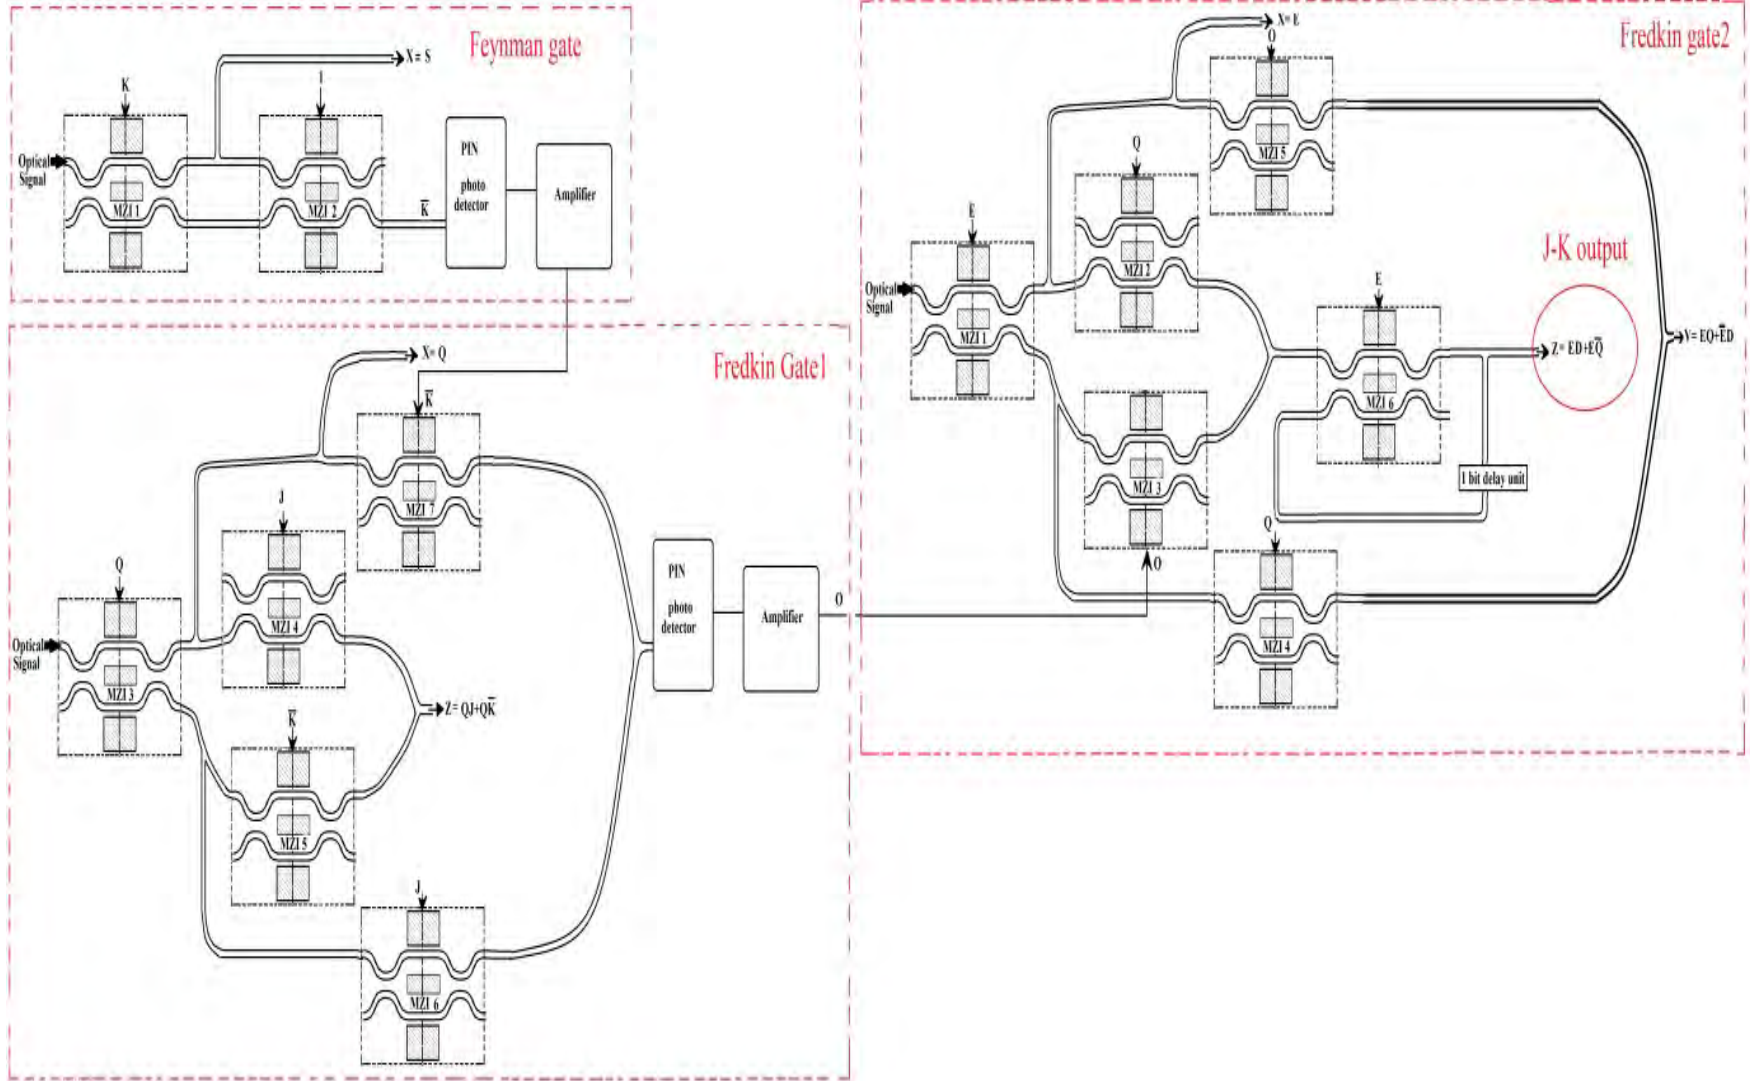 Feynman gate
X = S
K
1
Optical
Signal
MZI 1
MZI 2
K̅
PIN
photo
detector
Amplifier
Fredkin Gate1
X= Q
K̅
MZI 7
J
MZI 4
Q
Optical
Signal
MZI 3
Z= QJ+QK̅
K̅
MZI 5
J
MZI 6
PIN
photo
detector
Amplifier
O
Fredkin gate2
X= E
O
MZI 5
Q
MZI 2
E
Optical
Signal
MZI 1
J-K output
E
MZI 6
Z= ED+EQ̅
Y= EQ+E̅D
MZI 3
O
1 bit delay unit
Q
MZI 4